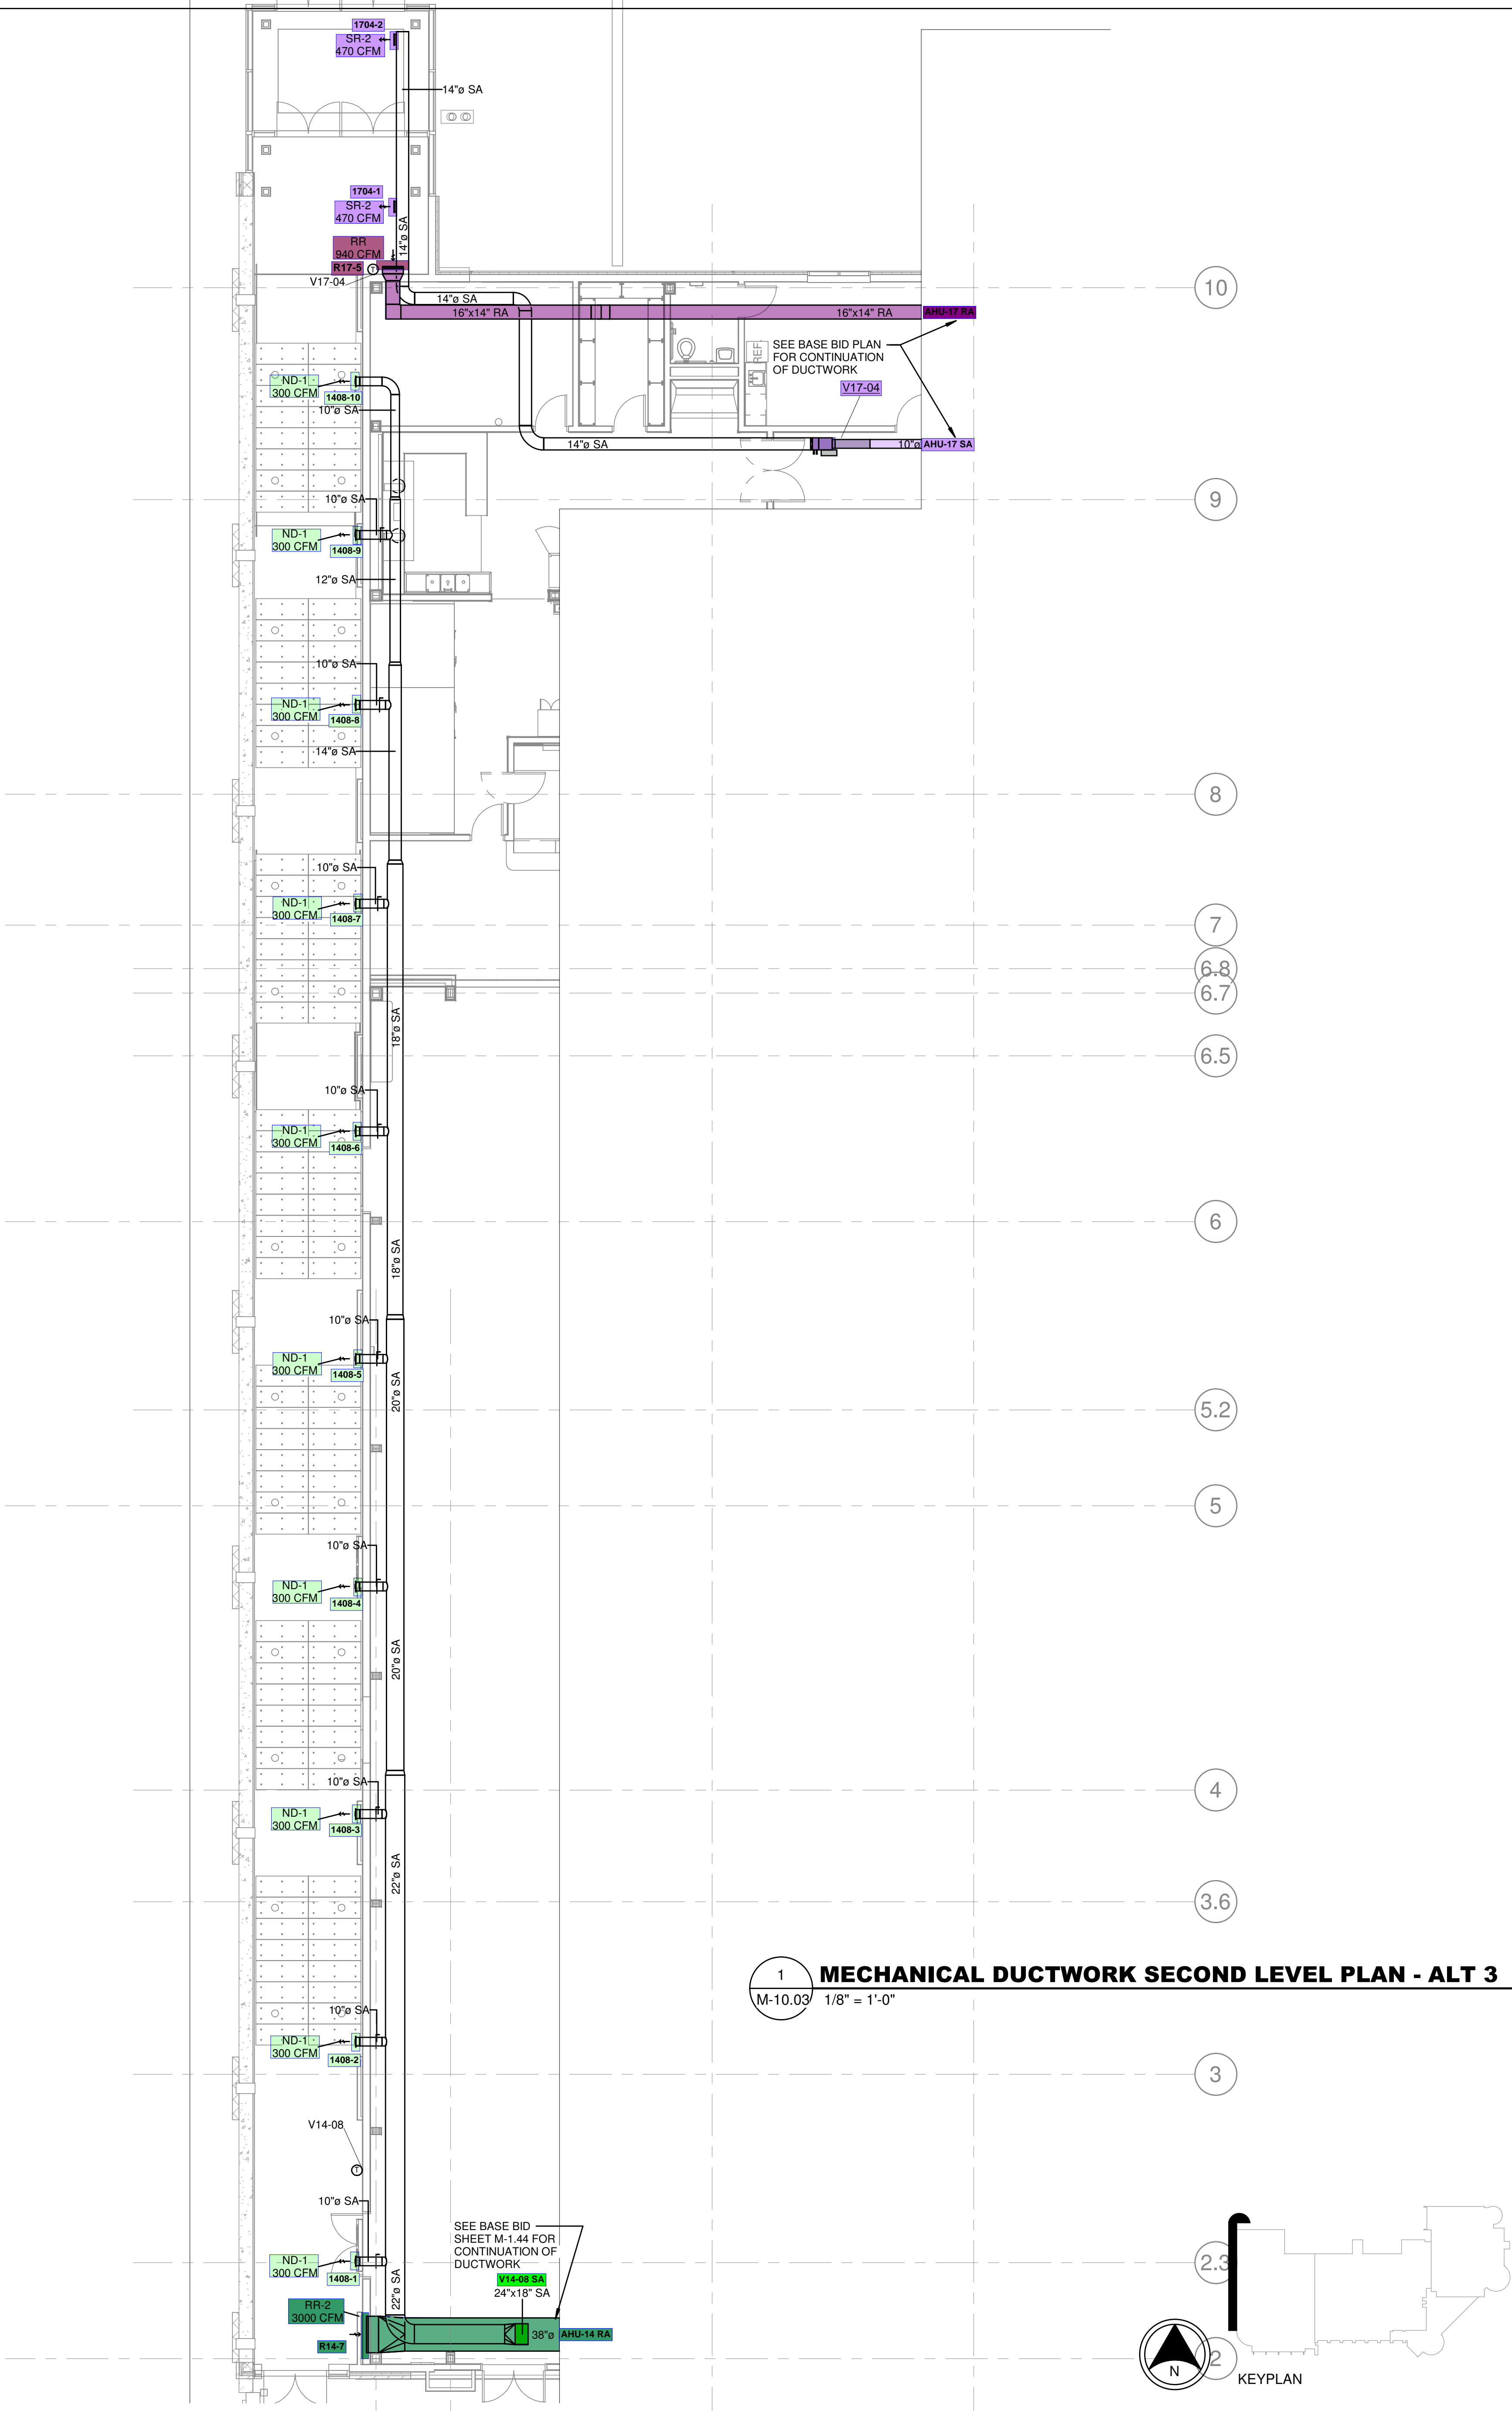 1704-2
SR-2
470 CFM
14"ø SA
1704-1
SR-2
470 CFM
14"ø SA
RR
940 CFM
R17-5
T
V17-04
14"ø SA
16"x14" RA
16"x14" RA
AHU-17 RA
10
SEE BASE BID PLAN
FOR CONTINUATION
OF DUCTWORK
REF
V17-04
ND-1
300 CFM
1408-10
10"ø SA
14"ø SA
10"ø
AHU-17 SA
10"ø SA
9
ND-1
300 CFM
1408-9
12"ø SA
10"ø SA
ND-1
300 CFM
1408-8
14"ø SA
8
10"ø SA
ND-1
300 CFM
1408-7
7
6.8
6.7
18"ø SA
6.5
10"ø SA
ND-1
300 CFM
1408-6
6
18"ø SA
10"ø SA
ND-1
300 CFM
1408-5
20"ø SA
5.2
5
10"ø SA
ND-1
300 CFM
1408-4
20"ø SA
10"ø SA
4
ND-1
300 CFM
1408-3
22"ø SA
3.6
1
M-10.03
MECHANICAL DUCTWORK SECOND LEVEL PLAN - ALT 3
1/8" = 1'-0"
10"ø SA
ND-1
300 CFM
1408-2
3
V14-08
T
10"ø SA
SEE BASE BID
SHEET M-1.44 FOR
CONTINUATION OF
DUCTWORK
ND-1
300 CFM
1408-1
2.3
V14-08 SA
24"x18" SA
22"ø SA
RR-2
3000 CFM
R14-7
38"ø
AHU-14 RA
2
N
KEYPLAN